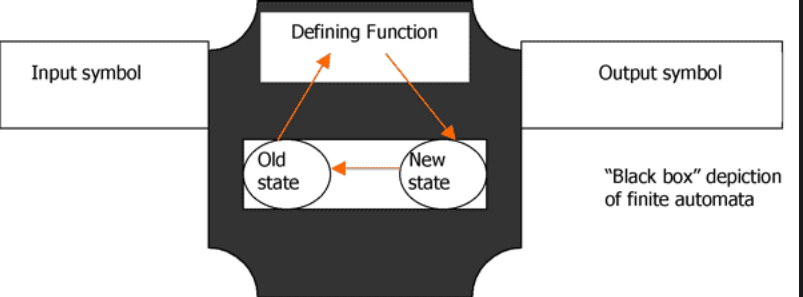 Defining Function
Input symbol
Output symbol
Old
state
New
state
“Black box” depiction
of finite automata